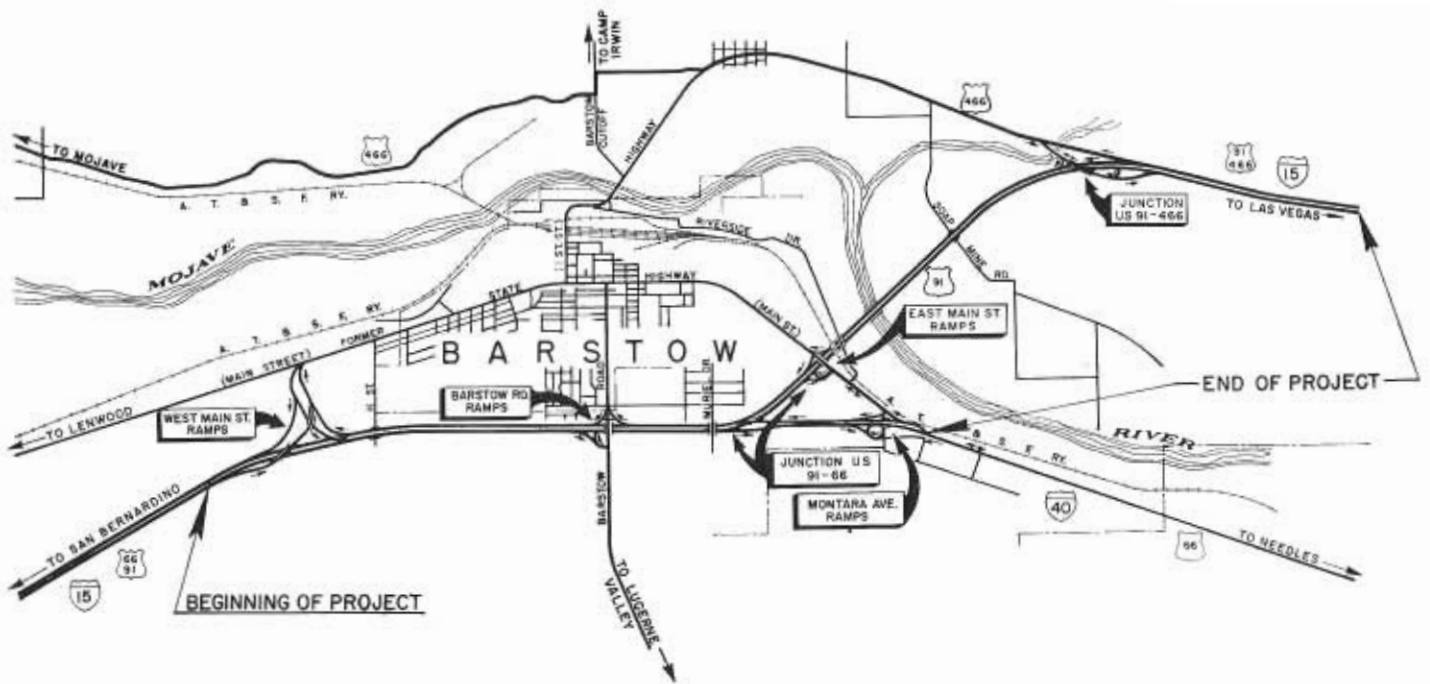 TO CAMP
IRWIN
BARSTOW
CUTOFF
HIGHWAY
466
TO MOJAVE
466
91
466
15
A. T. & S. F. RY.
JUNCTION
US 91-466
TO LAS VEGAS
RIVERSIDE DR.
SOAP MINE RD.
MOJAVE
1 ST. ST.
STATE HIGHWAY
91
(MAIN ST.)
EAST MAIN ST.
RAMPS
A. T. & S. F. RY.
FORMER
(MAIN STREET)
BARSTOW
H ST.
ROAD
MURIEL DR.
END OF PROJECT
BARSTOW RD.
RAMPS
WEST MAIN ST.
RAMPS
TO LENWOOD
A. T. & S. F. RY.
RIVER
JUNCTION US
91-66
MONTARA AVE.
RAMPS
BARSTOW
40
TO SAN BERNARDINO
66
91
66
TO NEEDLES
15
BEGINNING OF PROJECT
TO LUCERNE
VALLEY